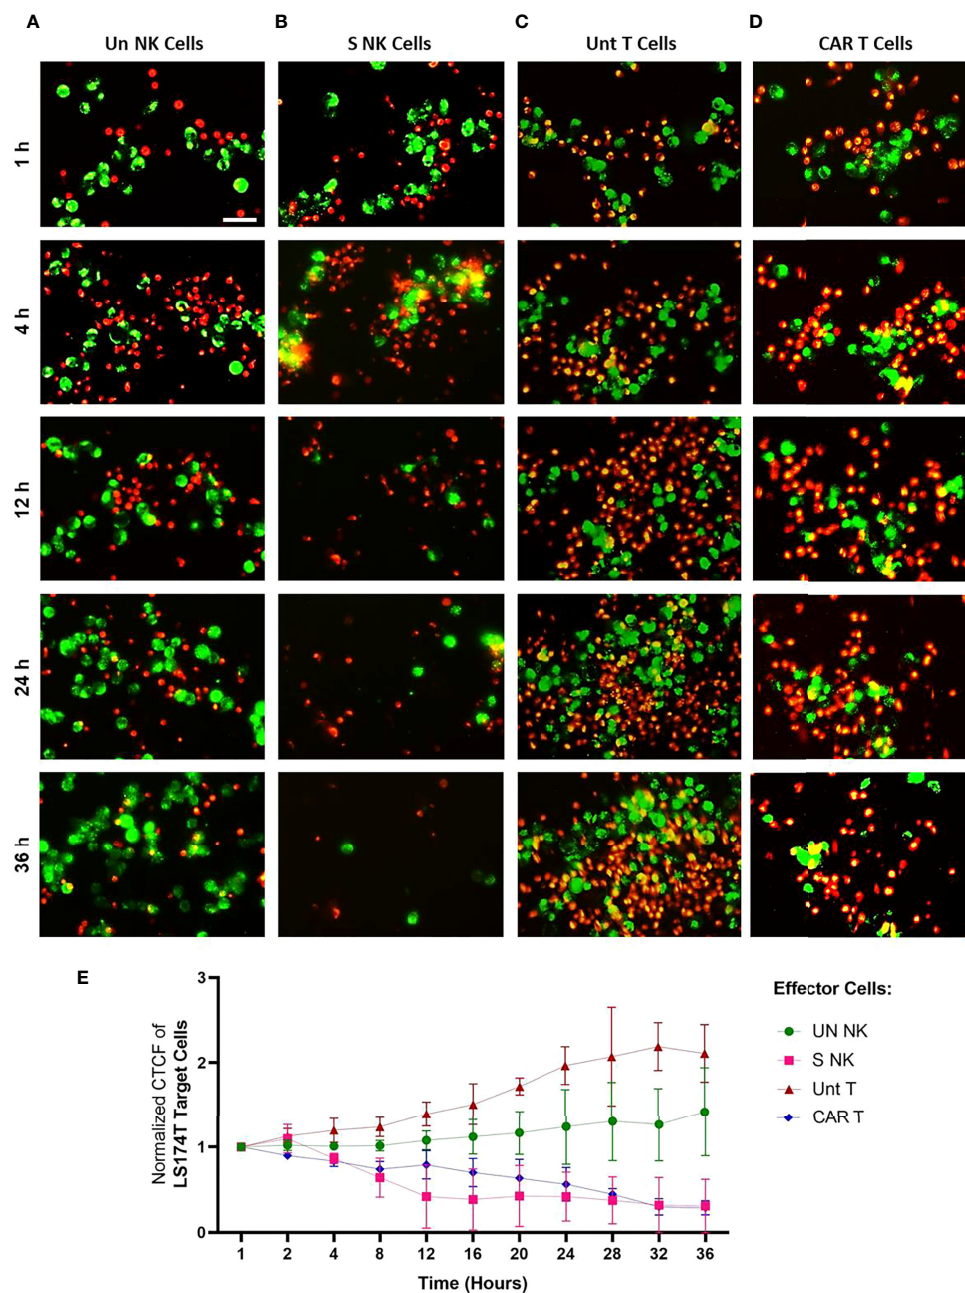 A
B
C
D
Un NK Cells
S NK Cells
Unt T Cells
CAR T Cells
1 h
4 h
12 h
24 h
36 h
E
Normalized CTCF of
LS174T Target Cells
3
2
1
0
1 2 4 8 12 16 20 24 28 32 36
Time (Hours)
Effector Cells:
UN NK
S NK
Unt T
CAR T